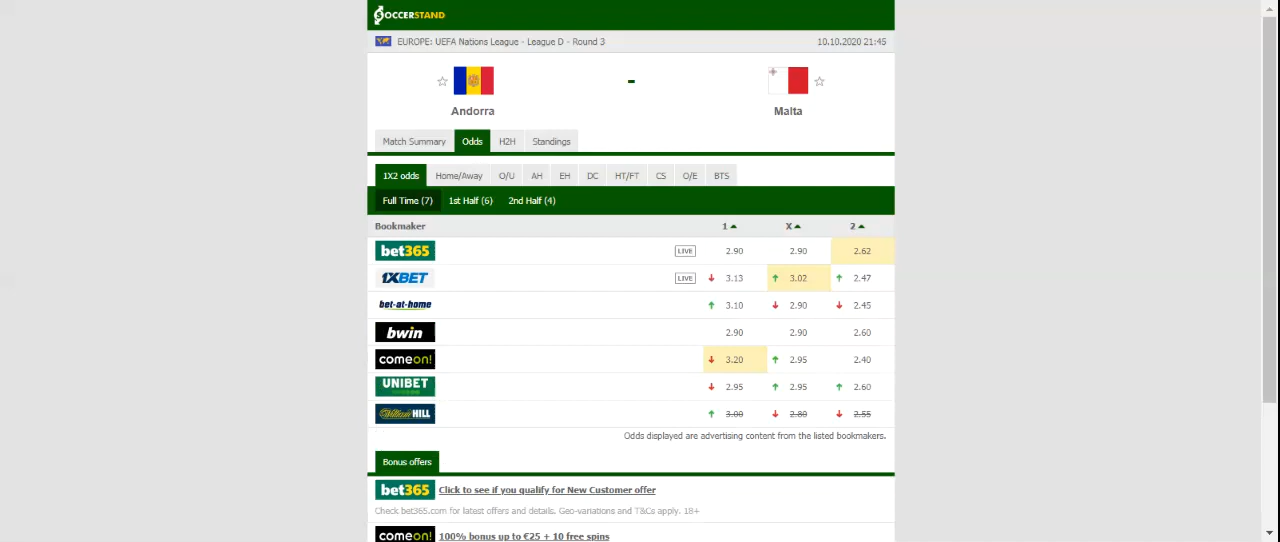 SOCCERSTAND
EUROPE: UEFA Nations League - League D - Round 3 10.10.2020 21:45
-
Andorra Malta
Match Summary Odds H2H Standings
1X2 odds Home/Away O/U AH EH DC HT/FT CS O/E BTS
Full Time (7) 1st Half (6) 2nd Half (4)
Bookmaker 1 X 2
bet365 LIVE 2.90 2.90 2.62
1XBET LIVE 3.13 3.02 2.47
bet-at-home 3.10 2.90 2.45
bwin 2.90 2.90 2.60
comeon! 3.20 2.95 2.40
UNIBET 2.95 2.95 2.60
William HILL 3.00 2.80 2.55
Odds displayed are advertising content from the listed bookmakers.
Bonus offers
bet365 Click to see if you qualify for New Customer offer
Check bet365.com for latest offers and details. Geo-variations and T&Cs apply. 18+
comeon! 100% bonus up to €25 + 10 free spins